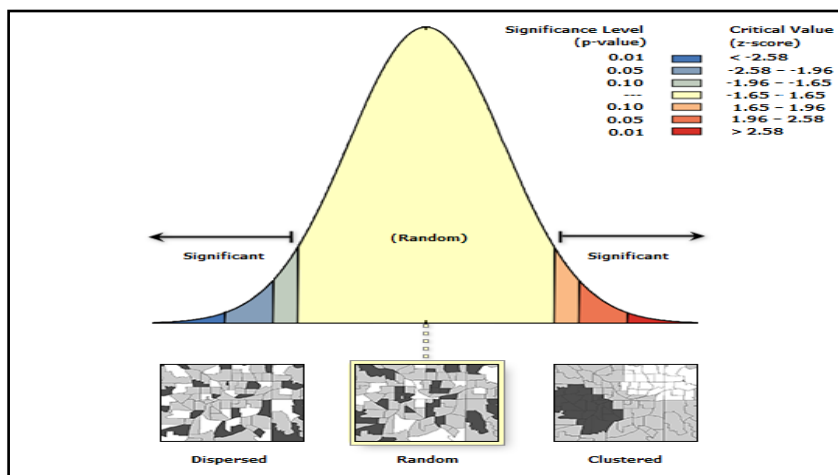 Significance Level Critical Value
(p-value) (z-score)
0.01 < -2.58
0.05 -2.58 – -1.96
0.10 -1.96 – -1.65
--- -1.65 – 1.65
0.10 1.65 – 1.96
0.05 1.96 – 2.58
0.01 > 2.58
(Random)
Significant Significant
Dispersed Random Clustered